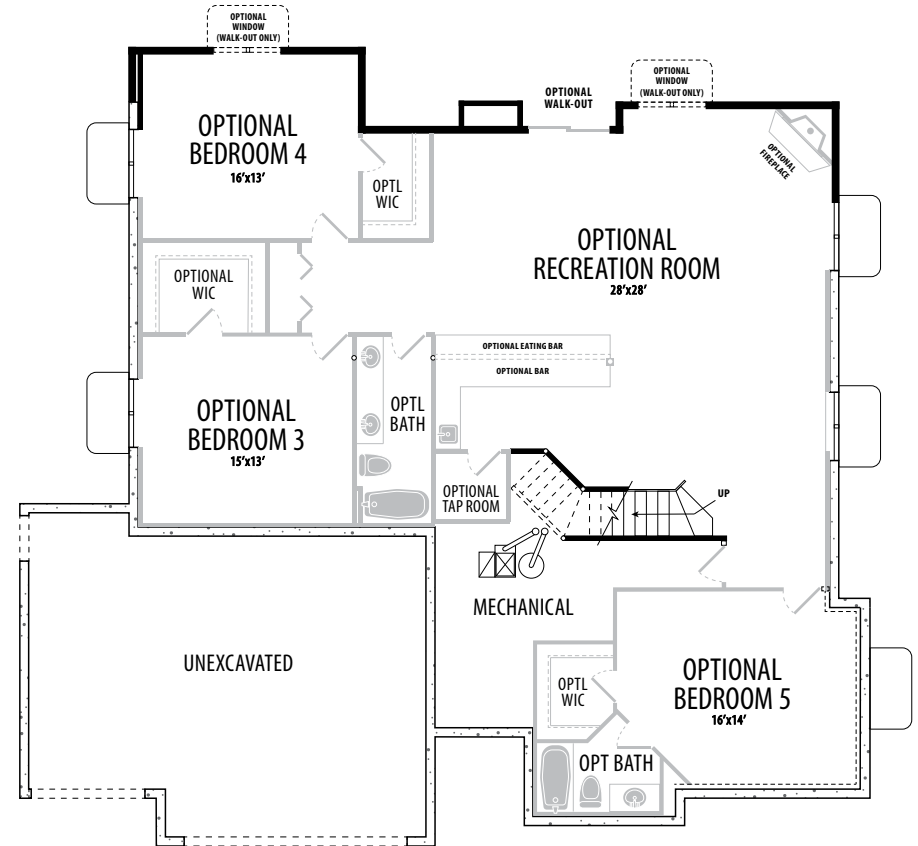 OPTIONAL
WINDOW
(WALK-OUT ONLY)
OPTIONAL
WINDOW
(WALK-OUT ONLY)
OPTIONAL
WALK-OUT
OPTIONAL
BEDROOM 4
16'x13'
OPTL
WIC
OPTIONAL
FIREPLACE
OPTIONAL
RECREATION ROOM
28'x28'
OPTIONAL
WIC
OPTIONAL EATING BAR
OPTIONAL BAR
OPTIONAL
BEDROOM 3
15'x13'
OPTL
BATH
OPTIONAL
TAP ROOM
UP
MECHANICAL
UNEXCAVATED
OPTL
WIC
OPTIONAL
BEDROOM 5
16'x14'
OPT BATH